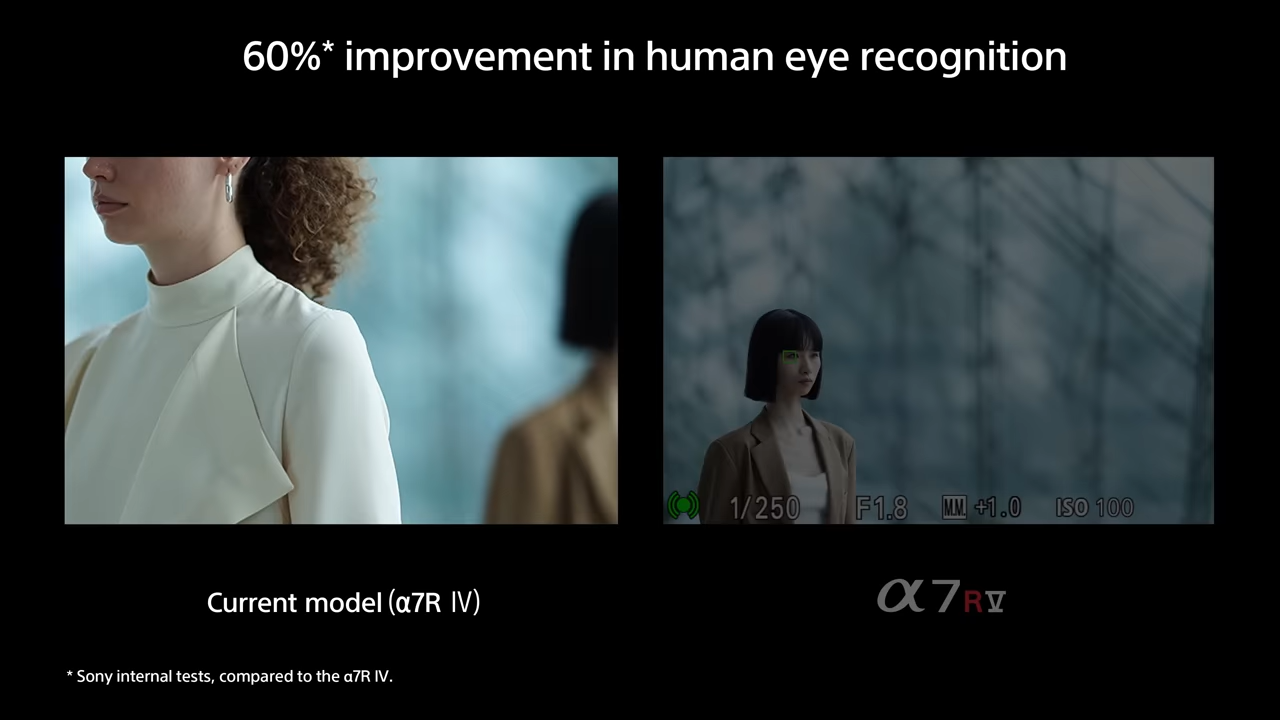 60%* improvement in human eye recognition
1/250 F1.8 M.M. +1.0 ISO 100
Current model (α7R IV)
α7RV
* Sony internal tests, compared to the α7R IV.